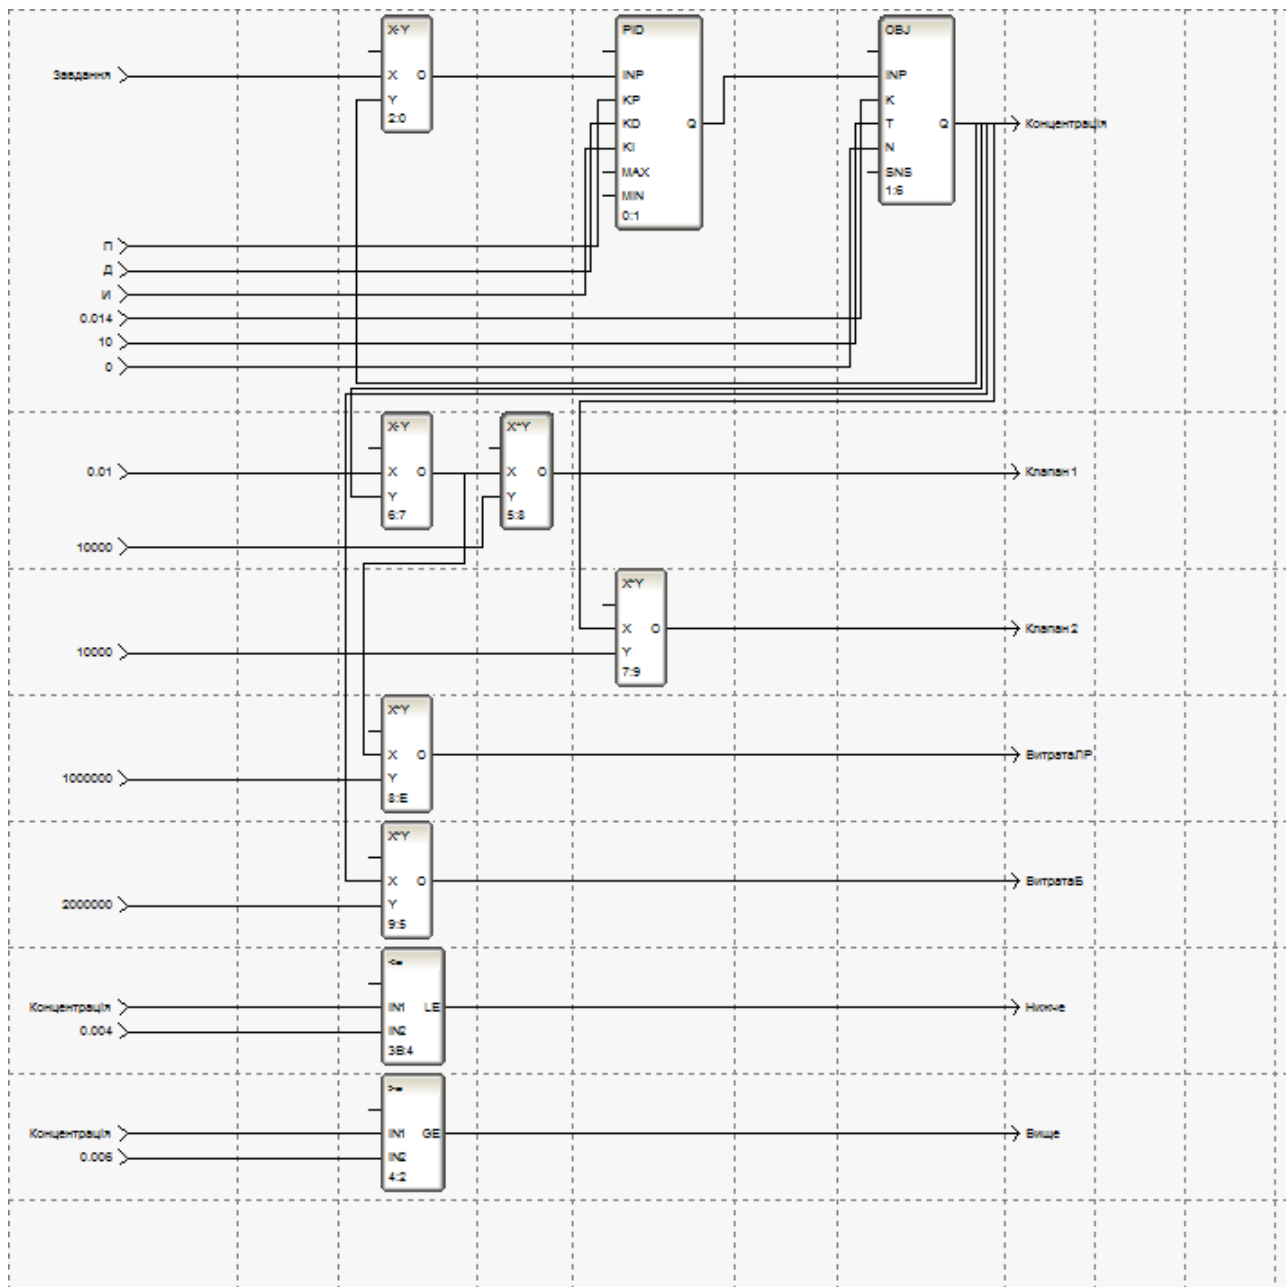 X-Y
PID
OBJ
Завдання
X O
INP
INP
Y
KP
K
2:0
KD Q
T Q
Концентрація
KI
N
MAX
SNS
MIN
1:6
0:1
П
Д
И
0.014
10
0
X-Y
X*Y
0.01
X O
X O
Клапан1
Y
Y
6:7
5:8
10000
X*Y
X O
Клапан2
10000
Y
7:9
X*Y
X O
ВитратаПР
1000000
Y
8:E
X*Y
X O
ВитратаБ
2000000
Y
9:5
<=
Концентрація
IN1 LE
Нижче
0.004
IN2
3B:4
>=
Концентрація
IN1 GE
Вище
0.006
IN2
4:2